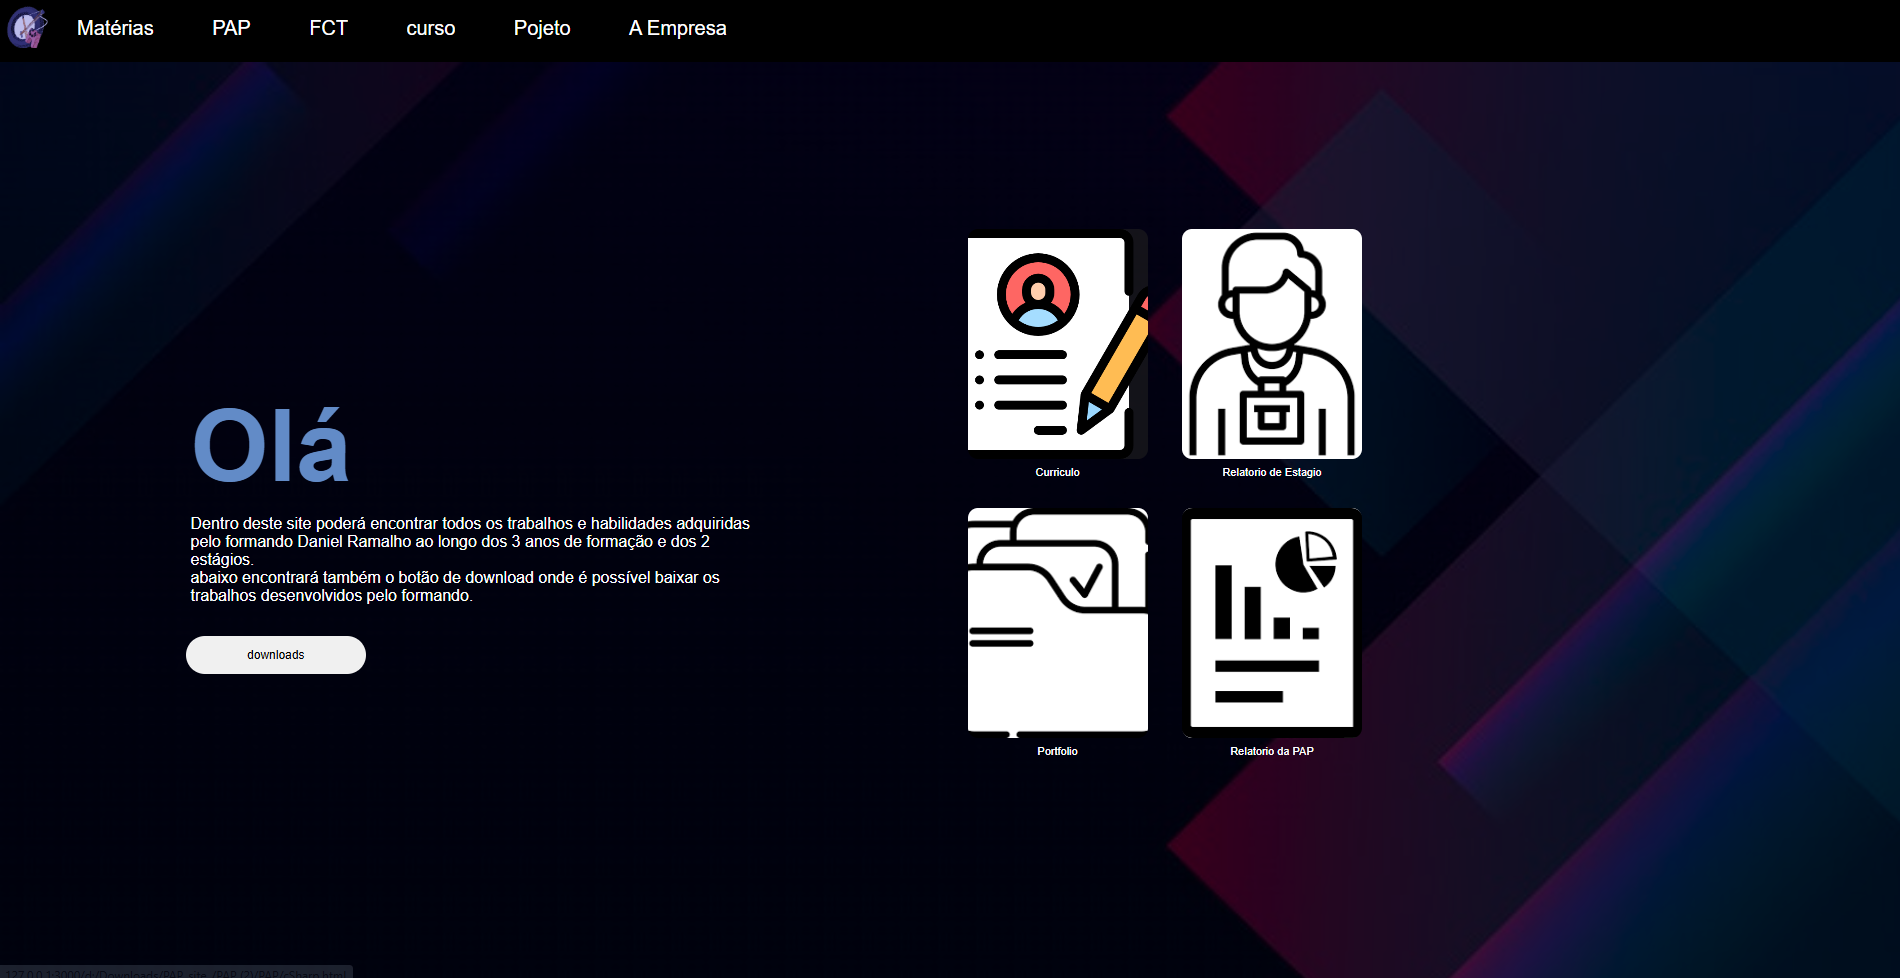 Matérias PAP FCT curso Pojeto A Empresa
Olá
Dentro deste site poderá encontrar todos os trabalhos e habilidades adquiridas
pelo formando Daniel Ramalho ao longo dos 3 anos de formação e dos 2
estágios.
abaixo encontrará também o botão de download onde é possível baixar os
trabalhos desenvolvidos pelo formando.
downloads
Curriculo
Relatorio de Estagio
Portfolio
Relatorio da PAP